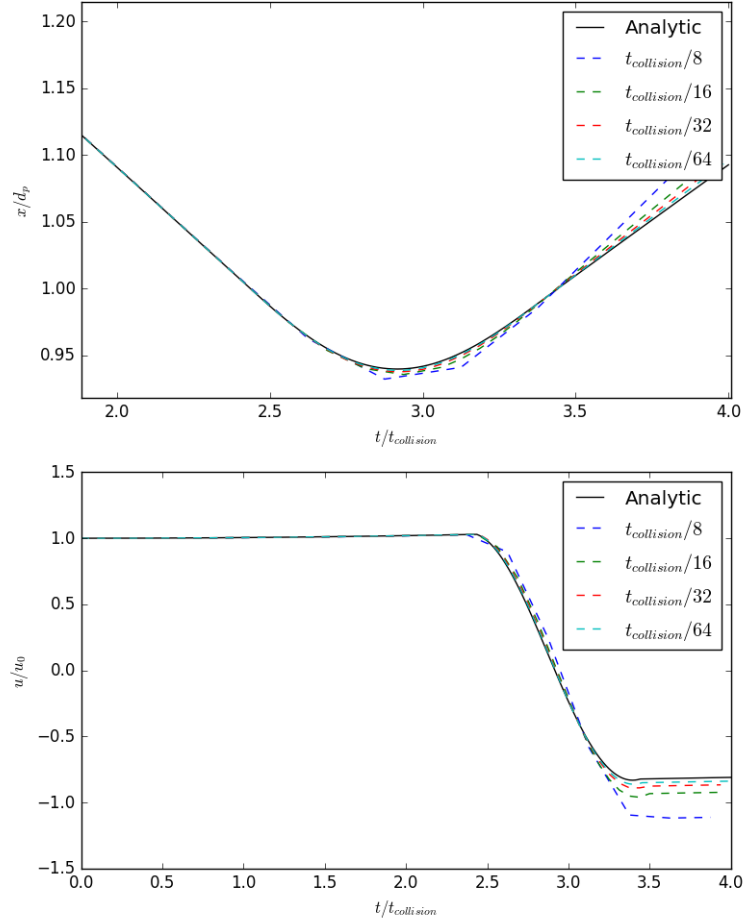 1.20
1.15
1.10
1.05
1.00
0.95
x/d_p
2.0 2.5 3.0 3.5 4.0
t/t_collision
Analytic
t_collision/8
t_collision/16
t_collision/32
t_collision/64
1.5
1.0
0.5
0.0
−0.5
−1.0
−1.5
u/u_0
0.0 0.5 1.0 1.5 2.0 2.5 3.0 3.5 4.0
t/t_collision
Analytic
t_collision/8
t_collision/16
t_collision/32
t_collision/64